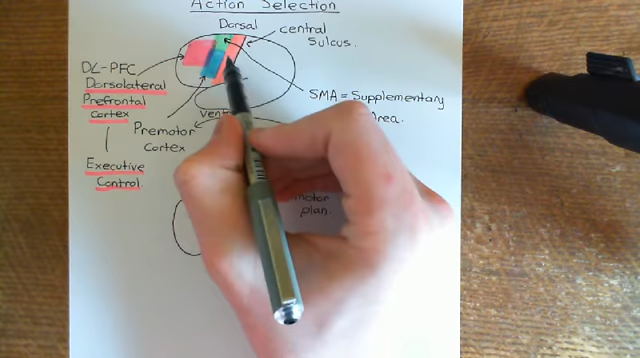 Action Selection
Dorsal
central
Sulcus.
DL-PFC
Dorsolateral
Prefrontal
cortex
SMA = Supplementary
Area.
Premotor
Cortex
Executive
Control.
motor
plan.